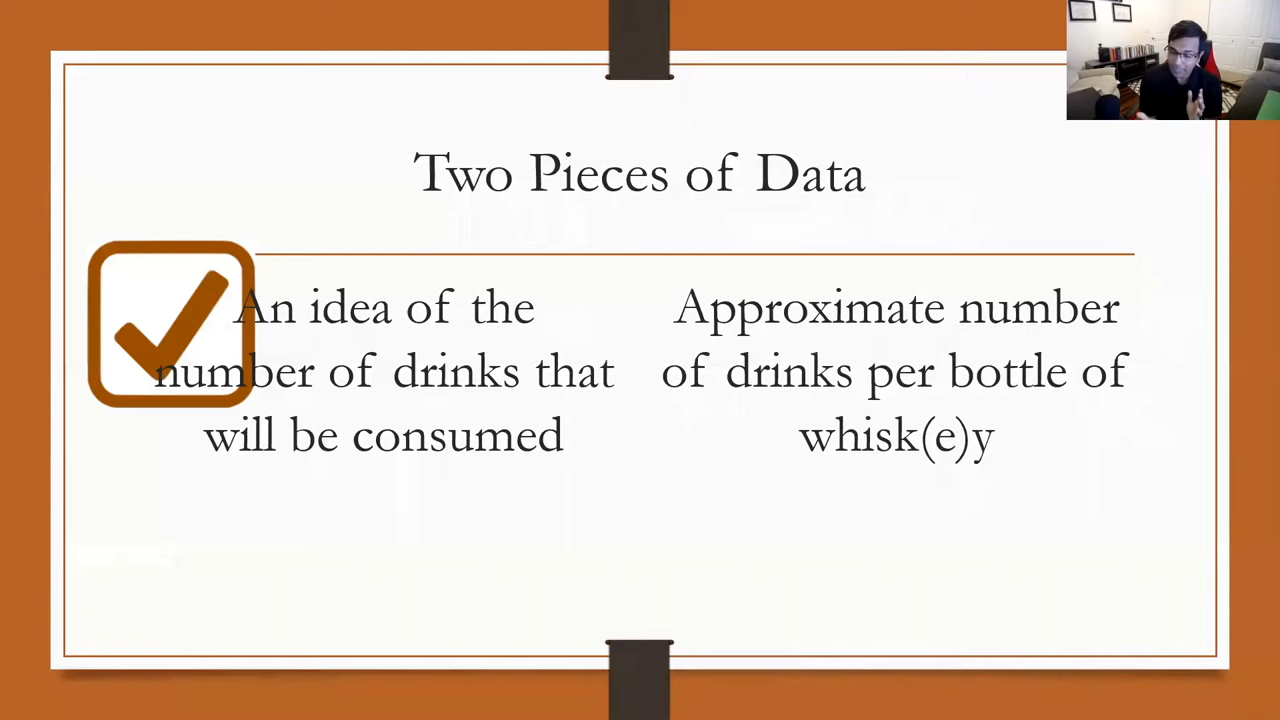 Two Pieces of Data
An idea of the
number of drinks that
will be consumed
Approximate number
of drinks per bottle of
whisk(e)y